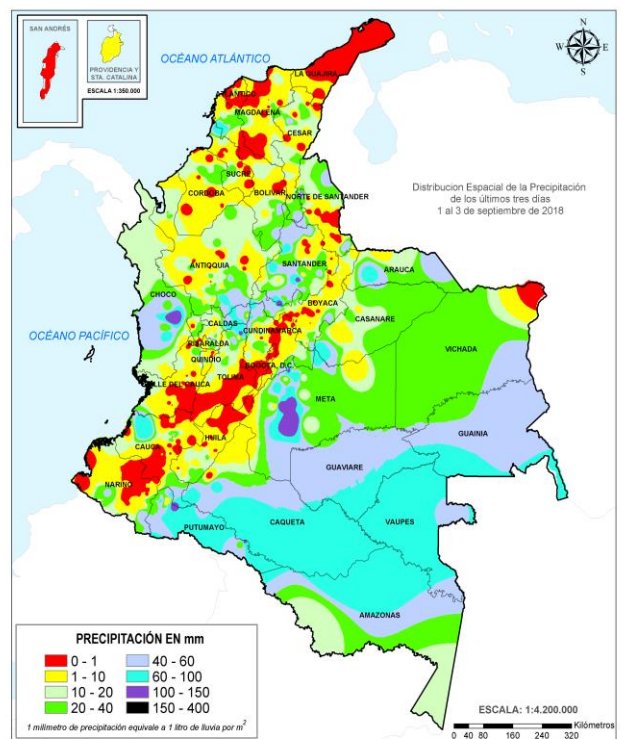 SAN ANDRÉS
PROVIDENCIA Y
STA. CATALINA
ESCALA 1:350.000
OCÉANO ATLÁNTICO
N
W E
S
LA GUAJIRA
ATLÁNTICO
MAGDALENA
CESAR
SUCRE
CORDOBA
BOLIVAR
NORTE DE SANTANDER
Distribucion Espacial de la Precipitación
de los últimos tres días
1 al 3 de septiembre de 2018
ANTIOQUIA
SANTANDER
ARAUCA
CHOCO
BOYACA
CASANARE
OCÉANO PACÍFICO
CALDAS
CUNDINAMARCA
RISARALDA
VICHADA
QUINDIO
BOGOTA, D.C.
TOLIMA
VALLE DEL CAUCA
META
GUAINIA
HUILA
CAUCA
GUAVIARE
NARIÑO
CAQUETA
VAUPES
PUTUMAYO
AMAZONAS
PRECIPITACIÓN EN mm
0 - 1 40 - 60
1 - 10 60 - 100
10 - 20 100 - 150
20 - 40 150 - 400
1 milimetro de precipitación equivale a 1 litro de lluvia por m2
ESCALA: 1:4.200.000
Kilómetros
0 40 80 160 240 320